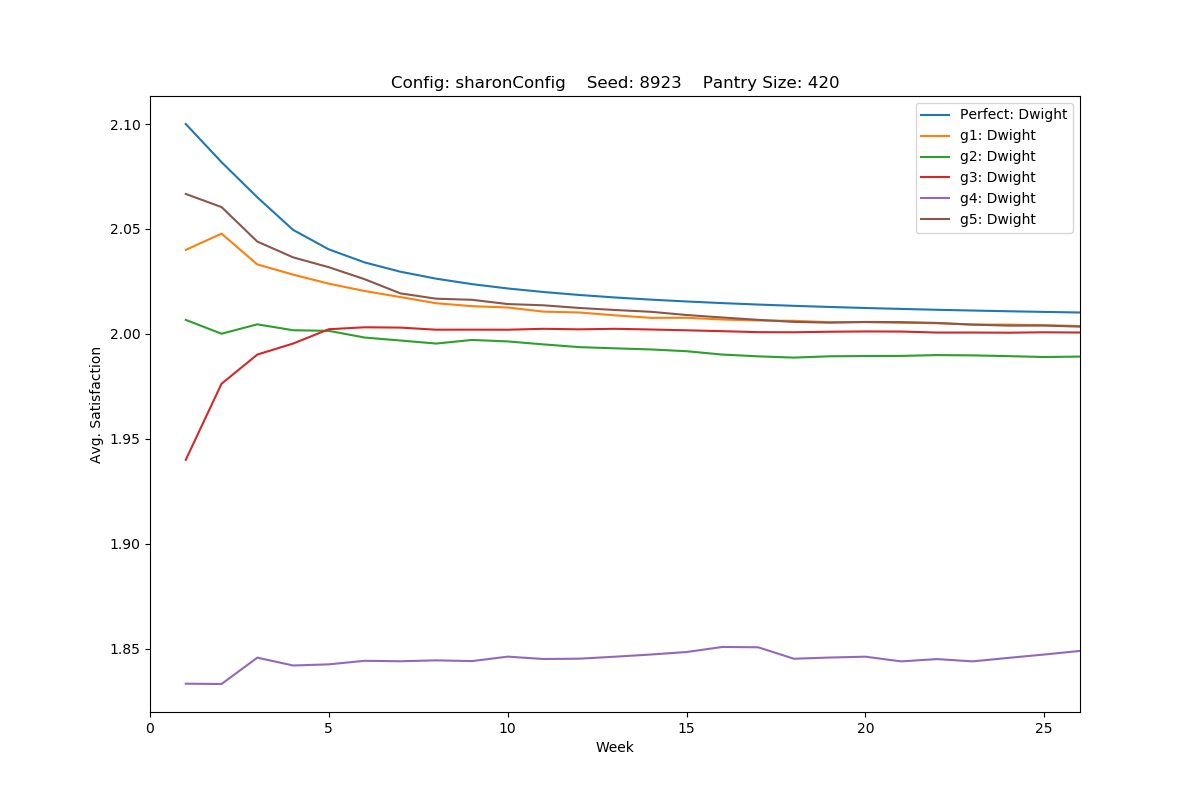 Config: sharonConfig    Seed: 8923    Pantry Size: 420
Perfect: Dwight
g1: Dwight
g2: Dwight
g3: Dwight
g4: Dwight
g5: Dwight
Avg. Satisfaction
2.10
2.05
2.00
1.95
1.90
1.85
0 5 10 15 20 25
Week